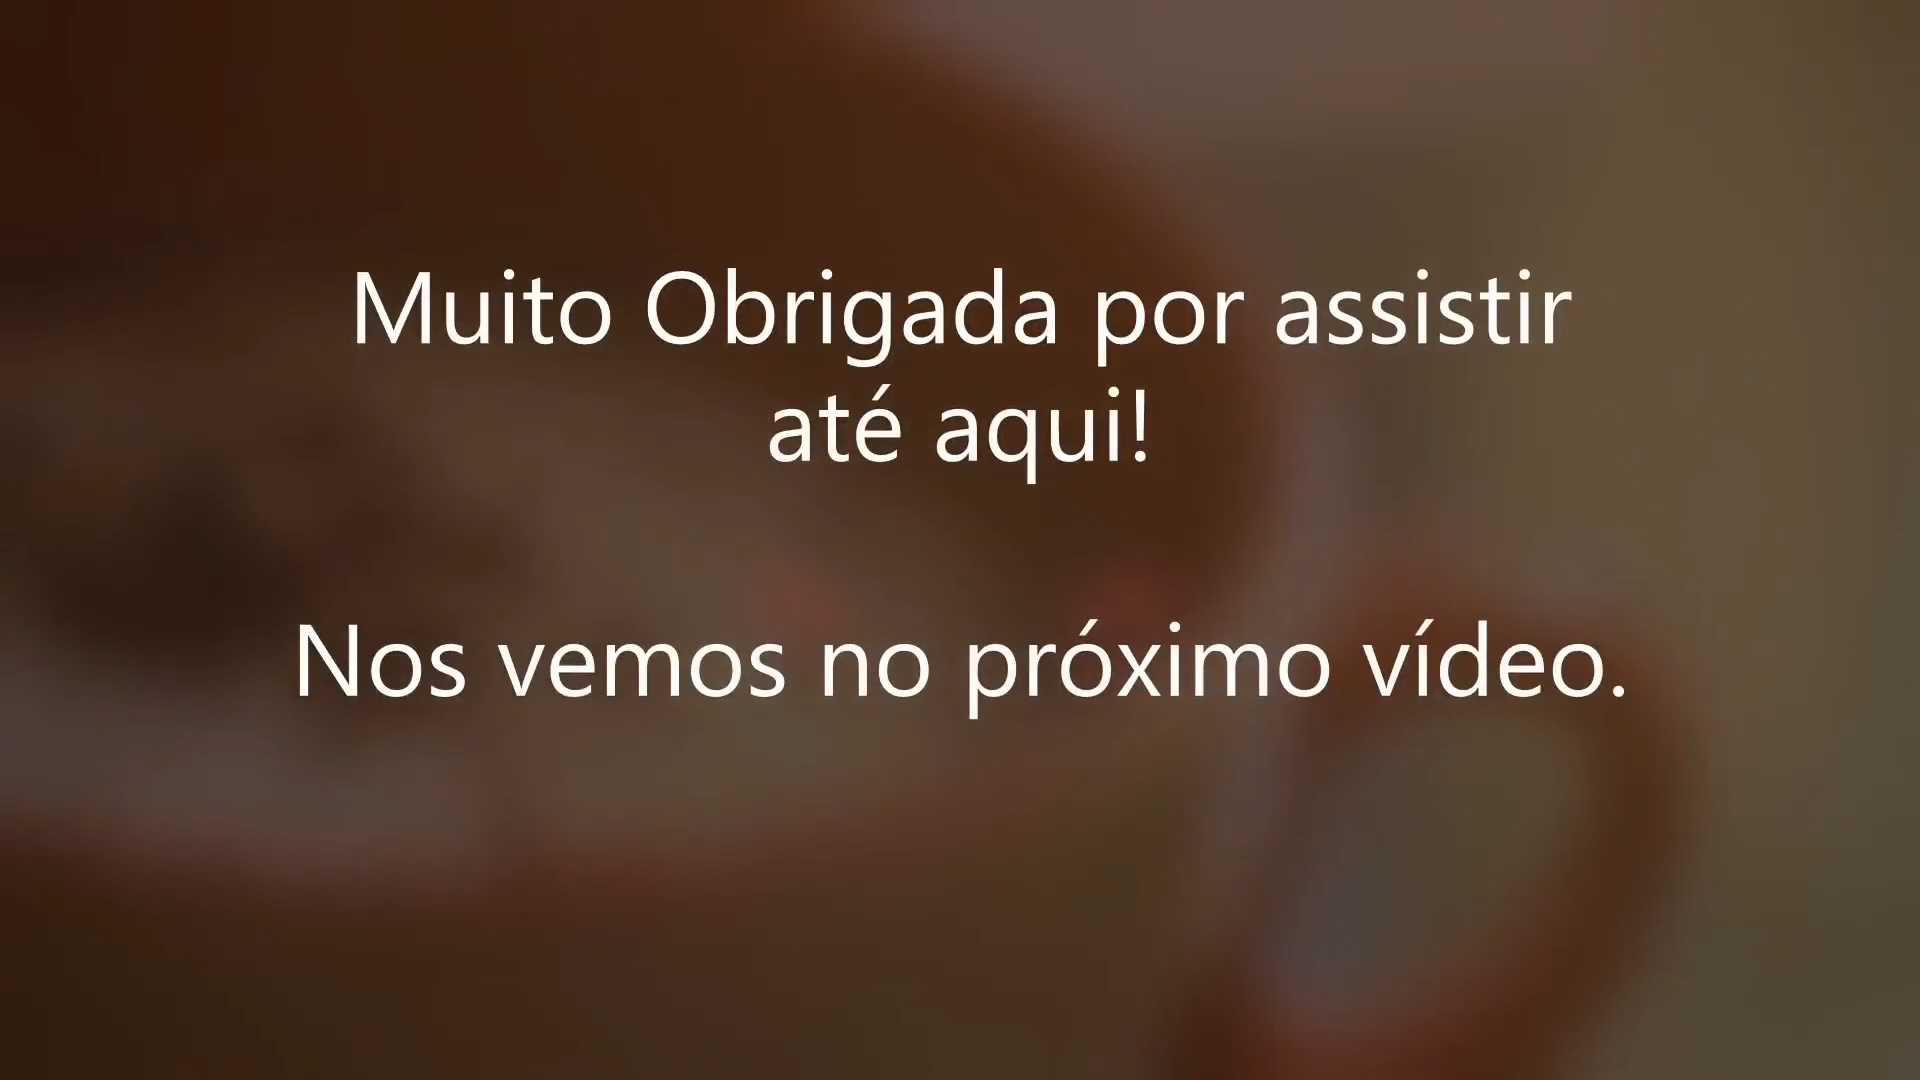 Muito Obrigada por assistir
até aqui!
Nos vemos no próximo vídeo.